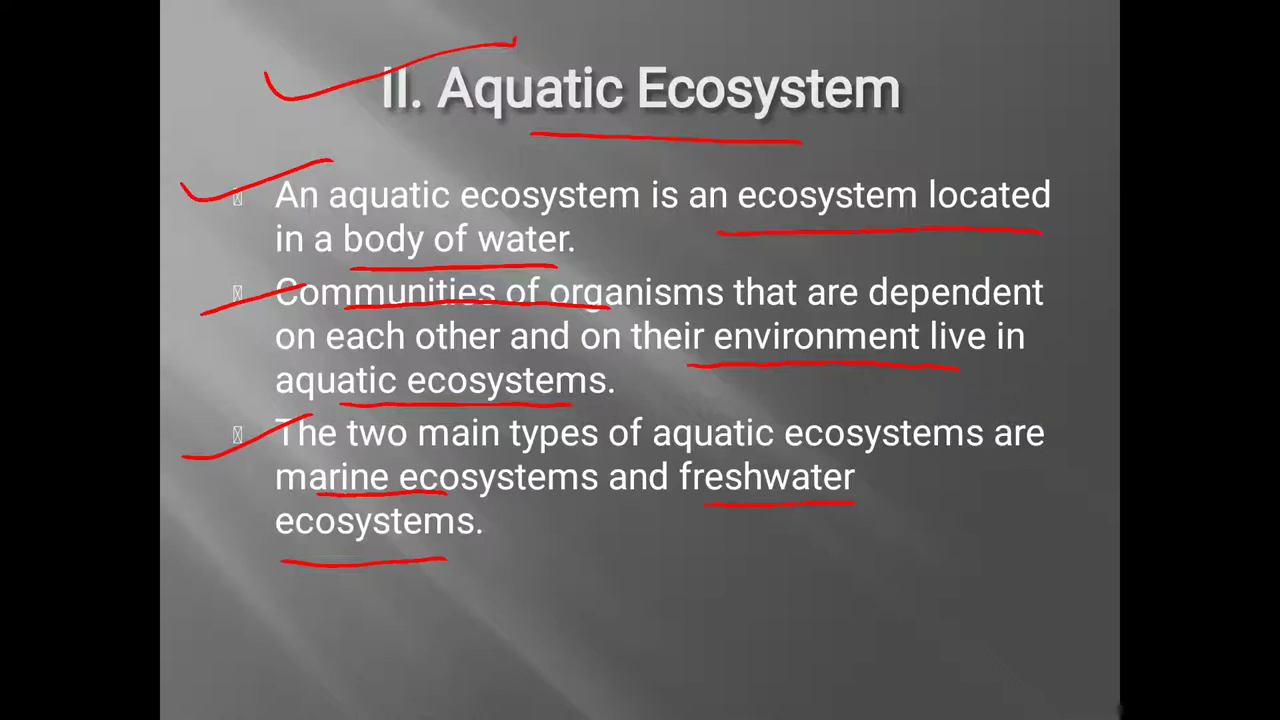 II. Aquatic Ecosystem
An aquatic ecosystem is an ecosystem located
in a body of water.
Communities of organisms that are dependent
on each other and on their environment live in
aquatic ecosystems.
The two main types of aquatic ecosystems are
marine ecosystems and freshwater
ecosystems.